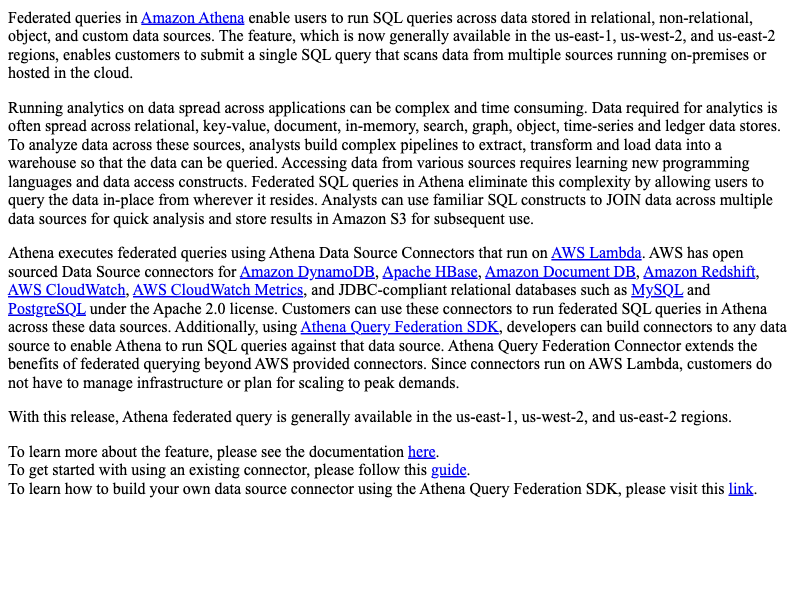 Federated queries in Amazon Athena enable users to run SQL queries across data stored in relational, non-relational,
object, and custom data sources. The feature, which is now generally available in the us-east-1, us-west-2, and us-east-2
regions, enables customers to submit a single SQL query that scans data from multiple sources running on-premises or
hosted in the cloud.
Running analytics on data spread across applications can be complex and time consuming. Data required for analytics is
often spread across relational, key-value, document, in-memory, search, graph, object, time-series and ledger data stores.
To analyze data across these sources, analysts build complex pipelines to extract, transform and load data into a
warehouse so that the data can be queried. Accessing data from various sources requires learning new programming
languages and data access constructs. Federated SQL queries in Athena eliminate this complexity by allowing users to
query the data in-place from wherever it resides. Analysts can use familiar SQL constructs to JOIN data across multiple
data sources for quick analysis and store results in Amazon S3 for subsequent use.
Athena executes federated queries using Athena Data Source Connectors that run on AWS Lambda. AWS has open
sourced Data Source connectors for Amazon DynamoDB, Apache HBase, Amazon Document DB, Amazon Redshift,
AWS CloudWatch, AWS CloudWatch Metrics, and JDBC-compliant relational databases such as MySQL and
PostgreSQL under the Apache 2.0 license. Customers can use these connectors to run federated SQL queries in Athena
across these data sources. Additionally, using Athena Query Federation SDK, developers can build connectors to any data
source to enable Athena to run SQL queries against that data source. Athena Query Federation Connector extends the
benefits of federated querying beyond AWS provided connectors. Since connectors run on AWS Lambda, customers do
not have to manage infrastructure or plan for scaling to peak demands.
With this release, Athena federated query is generally available in the us-east-1, us-west-2, and us-east-2 regions.
To learn more about the feature, please see the documentation here.
To get started with using an existing connector, please follow this guide.
To learn how to build your own data source connector using the Athena Query Federation SDK, please visit this link.